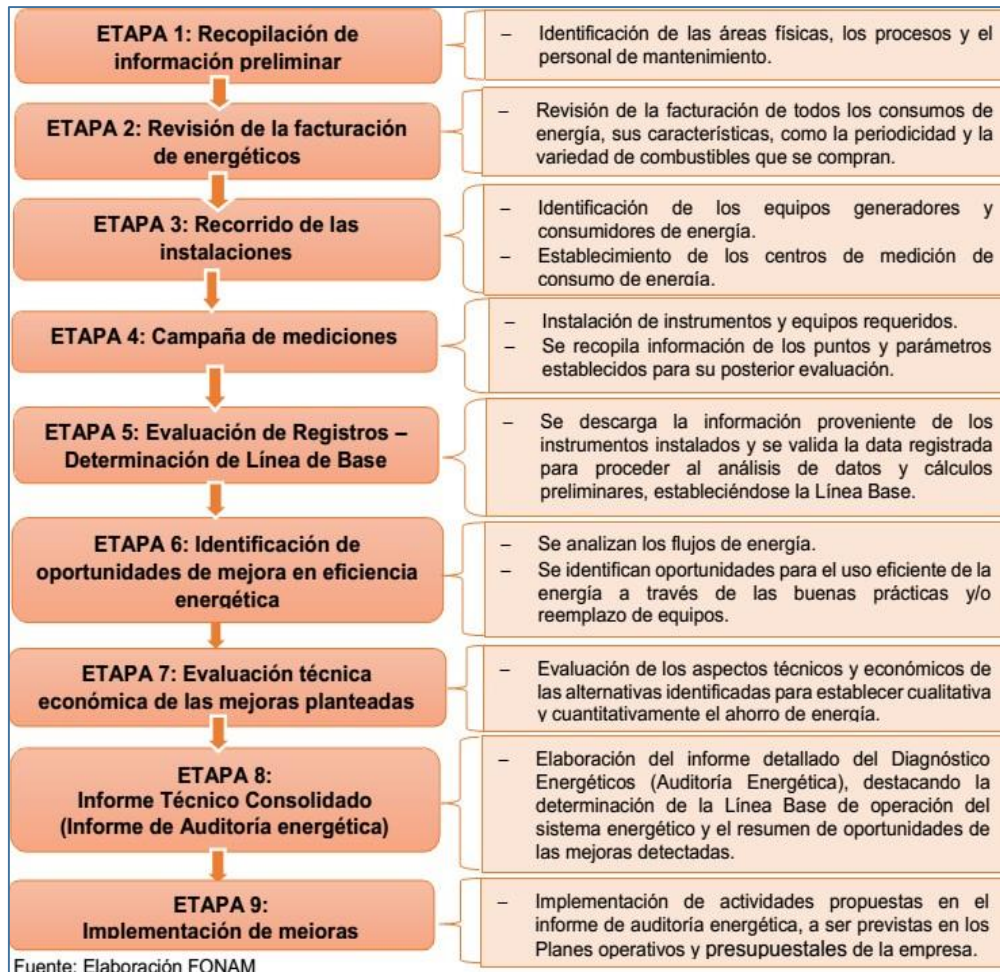 ETAPA 1: Recopilación de
información preliminar
– Identificación de las áreas físicas, los procesos y el
personal de mantenimiento.
ETAPA 2: Revisión de la facturación
de energéticos
– Revisión de la facturación de todos los consumos de
energía, sus características, como la periodicidad y la
variedad de combustibles que se compran.
ETAPA 3: Recorrido de las
instalaciones
– Identificación de los equipos generadores y
consumidores de energía.
– Establecimiento de los centros de medición de
consumo de energía.
ETAPA 4: Campaña de mediciones
– Instalación de instrumentos y equipos requeridos.
– Se recopila información de los puntos y parámetros
establecidos para su posterior evaluación.
ETAPA 5: Evaluación de Registros –
Determinación de Línea de Base
– Se descarga la información proveniente de los
instrumentos instalados y se valida la data registrada
para proceder al análisis de datos y cálculos
preliminares, estableciéndose la Línea Base.
ETAPA 6: Identificación de
oportunidades de mejora en eficiencia
energética
– Se analizan los flujos de energía.
– Se identifican oportunidades para el uso eficiente de la
energía a través de las buenas prácticas y/o
reemplazo de equipos.
ETAPA 7: Evaluación técnica
económica de las mejoras planteadas
– Evaluación de los aspectos técnicos y económicos de
las alternativas identificadas para establecer cualitativa
y cuantitativamente el ahorro de energía.
ETAPA 8:
Informe Técnico Consolidado
(Informe de Auditoría energética)
– Elaboración del informe detallado del Diagnóstico
Energéticos (Auditoría Energética), destacando la
determinación de la Línea Base de operación del
sistema energético y el resumen de oportunidades de
las mejoras detectadas.
ETAPA 9:
Implementación de mejoras
– Implementación de actividades propuestas en el
informe de auditoría energética, a ser previstas en los
Planes operativos y presupuestales de la empresa.
Fuente: Elaboración FONAM